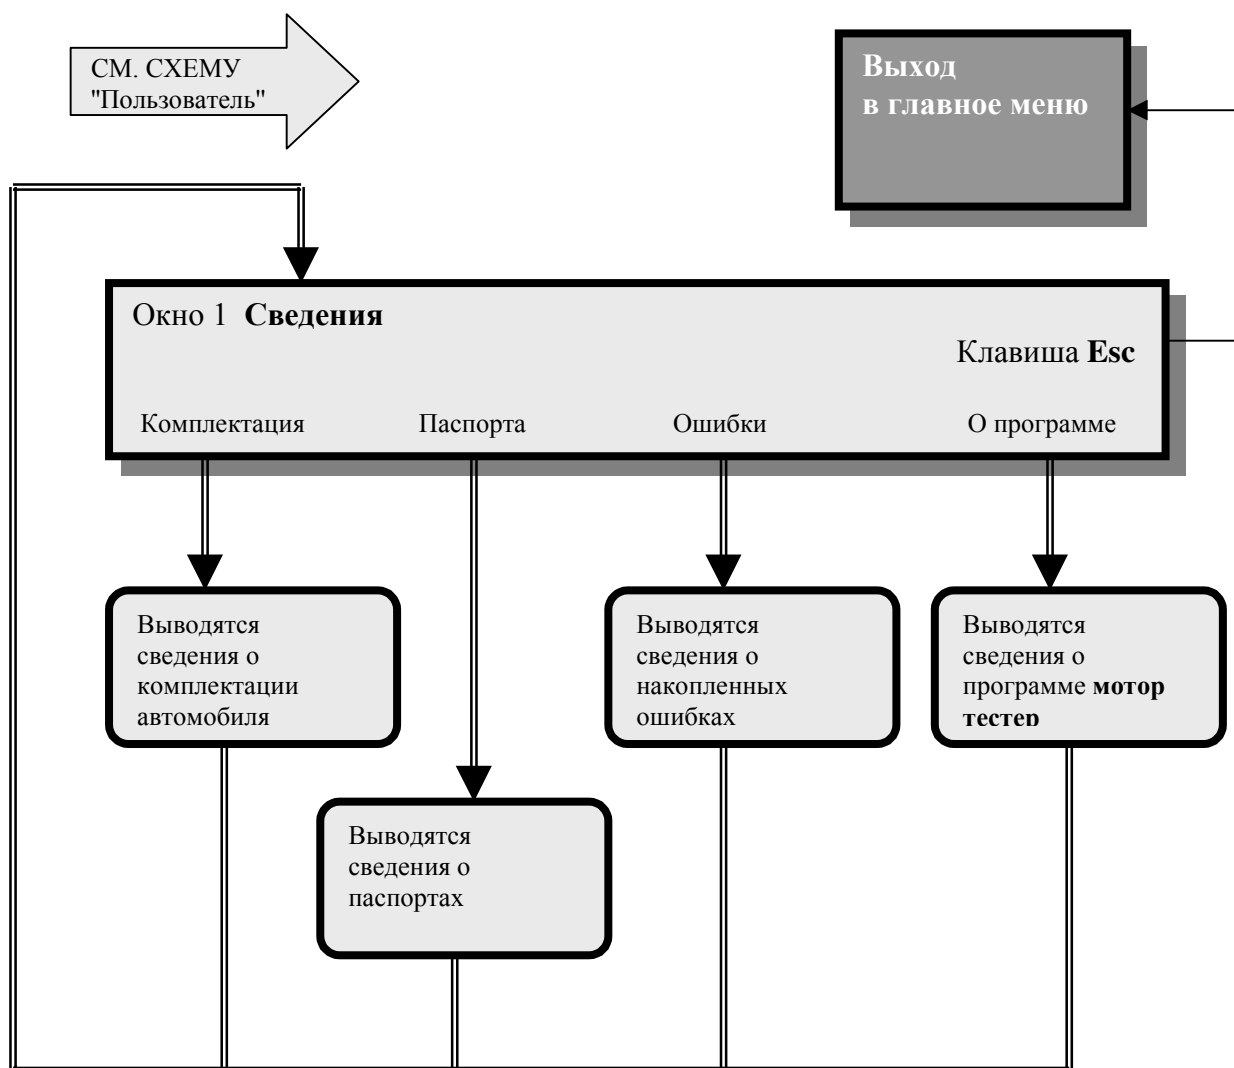 СМ. СХЕМУ
"Пользователь"
Выход
в главное меню
Окно 1 Сведения
Клавиша Esc
Комплектация Паспорта Ошибки О программе
Выводятся
сведения о
комплектации
автомобиля
Выводятся
сведения о
накопленных
ошибках
Выводятся
сведения о
программе мотор
тестер
Выводятся
сведения о
паспортах